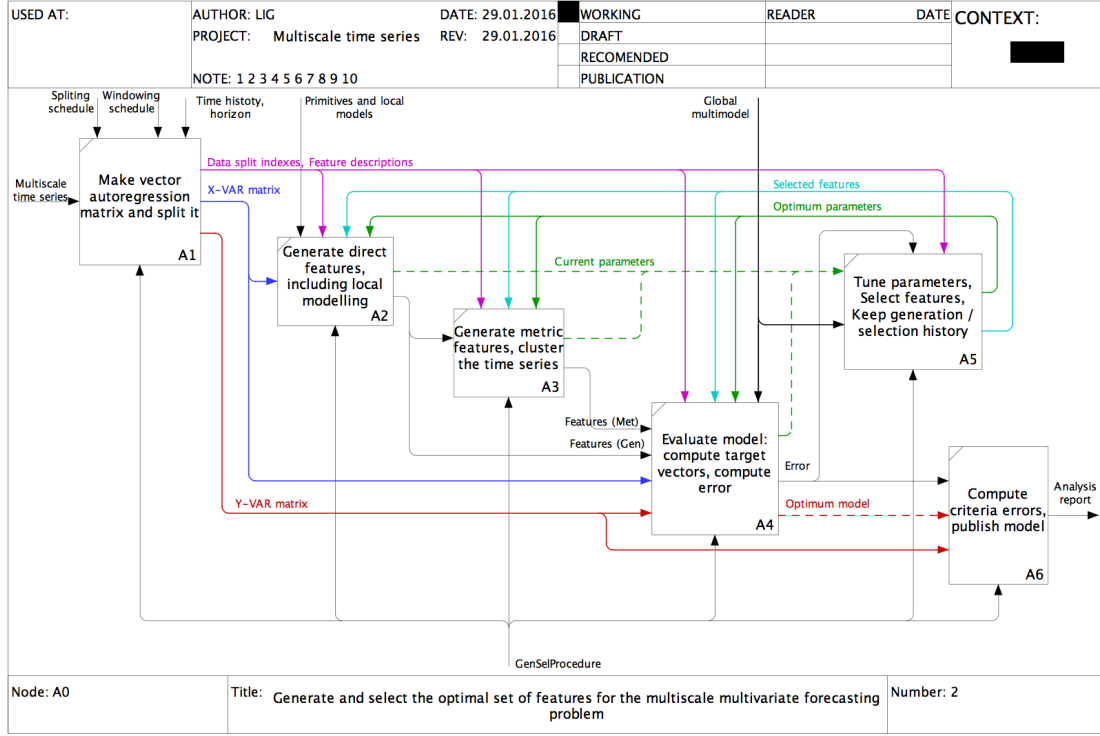 USED AT:
AUTHOR: LIG
DATE: 29.01.2016
PROJECT: Multiscale time series
REV: 29.01.2016
NOTE: 1 2 3 4 5 6 7 8 9 10
WORKING
DRAFT
RECOMENDED
PUBLICATION
READER
DATE
CONTEXT:
Spliting
schedule
Windowing
schedule
Time histoty,
horizon
Primitives and local
models
Global
multimodel
Multiscale
time series
Make vector
autoregression
matrix and split it
A1
Data split indexes, Feature descriptions
X-VAR matrix
Selected features
Optimum parameters
Generate direct
features,
including local
modelling
A2
Current parameters
Tune parameters,
Select features,
Keep generation /
selection history
A5
Generate metric
features, cluster
the time series
A3
Features (Met)
Features (Gen)
Evaluate model:
compute target
vectors, compute
error
A4
Error
Y-VAR matrix
Optimum model
Compute
criteria errors,
publish model
A6
Analysis
report
GenSelProcedure
Node: A0
Title: Generate and select the optimal set of features for the multiscale multivariate forecasting
problem
Number: 2